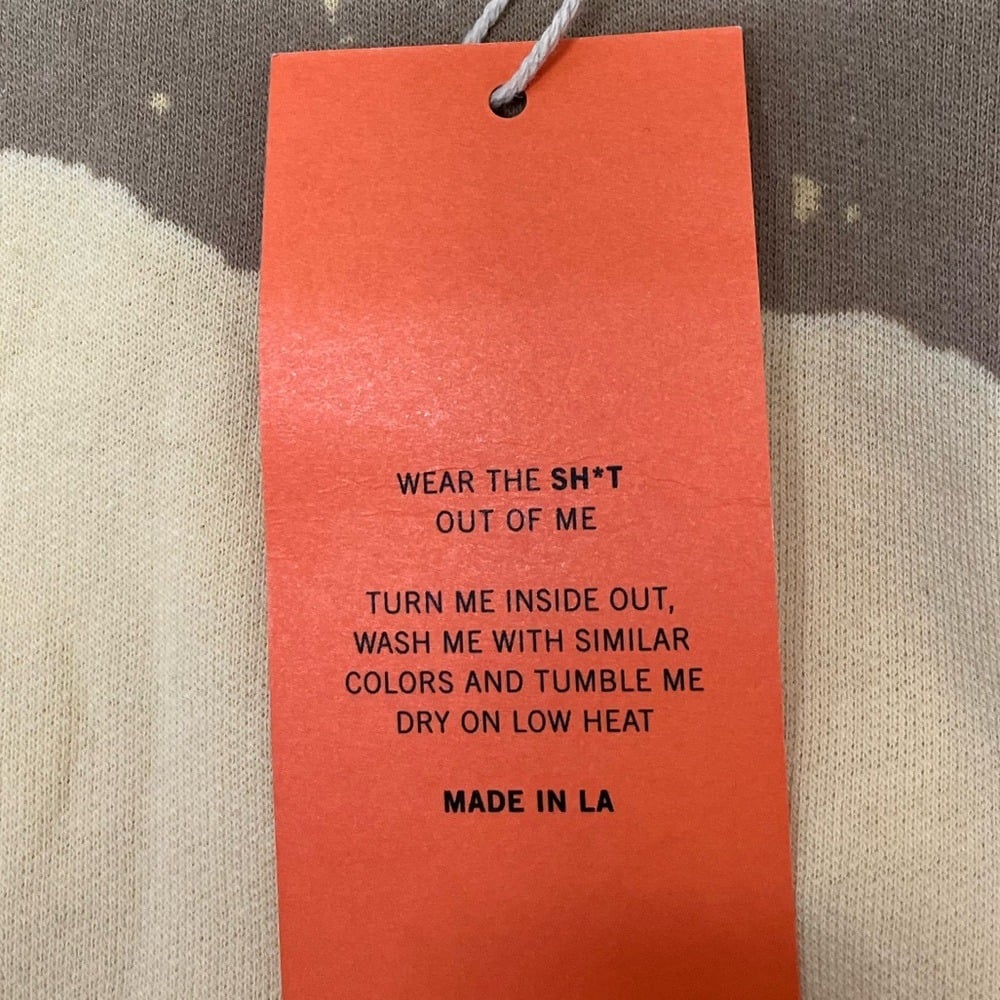 WEAR THE SH*T
OUT OF ME
TURN ME INSIDE OUT,
WASH ME WITH SIMILAR
COLORS AND TUMBLE ME
DRY ON LOW HEAT
MADE IN LA